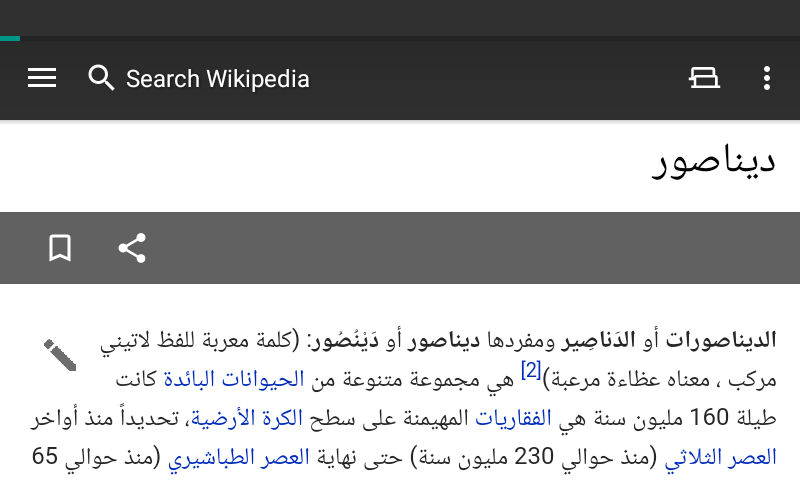 Search Wikipedia
ديناصور
الديناصورات أو الدَناصِير ومفردها ديناصور أو دَيْنُصُور: (كلمة معربة للفظ لاتيني
مركب ، معناه عظاءة مرعبة)[2] هي مجموعة متنوعة من الحيوانات البائدة كانت
طيلة 160 مليون سنة هي الفقاريات المهيمنة على سطح الكرة الأرضية، تحديداً منذ أواخر
العصر الثلاثي (منذ حوالي 230 مليون سنة) حتى نهاية العصر الطباشيري (منذ حوالي 65